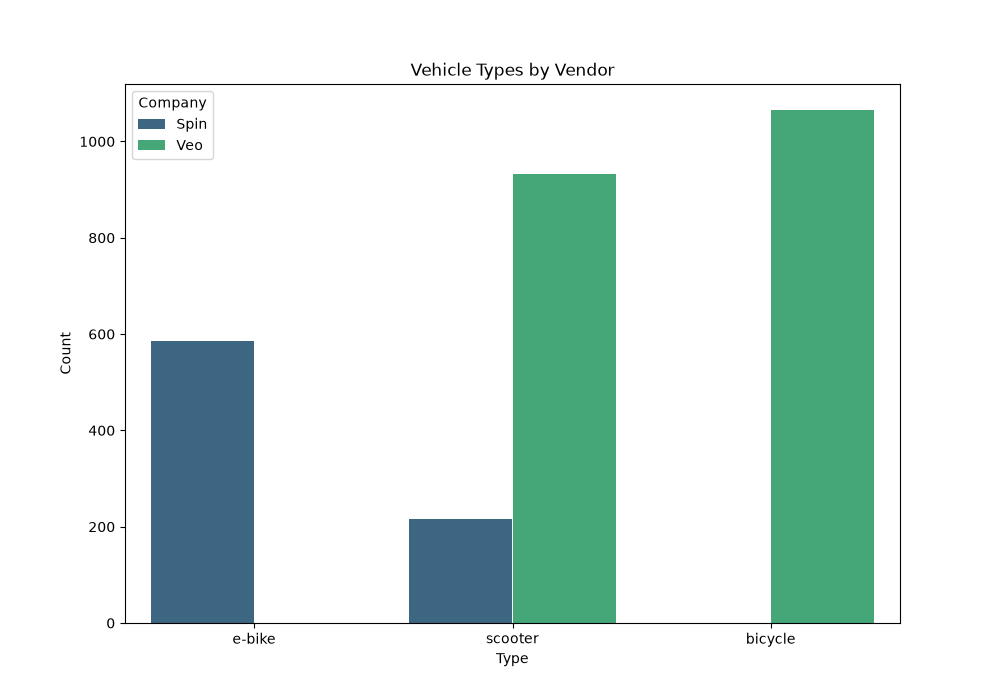 Vehicle Types by Vendor
Company
Spin
Veo
1000
800
600
400
200
0
Count
e-bike scooter bicycle
Type